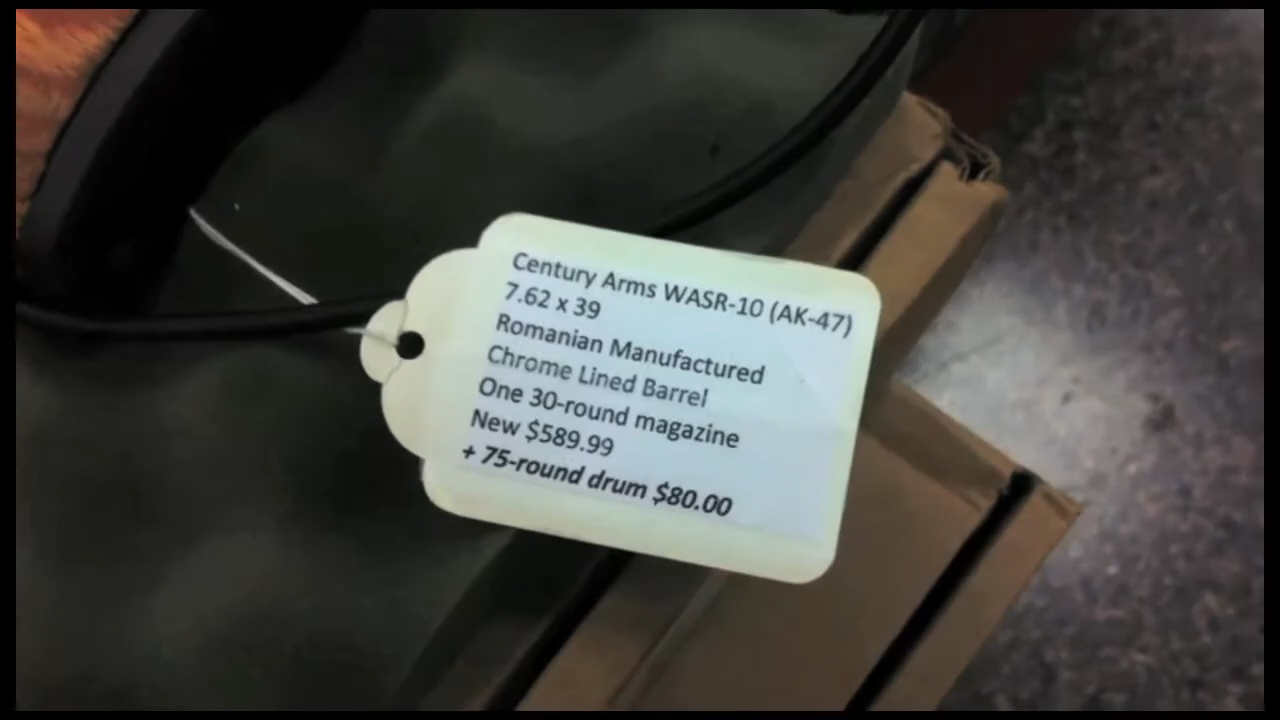 Century Arms WASR-10 (AK-47)
7.62 x 39
Romanian Manufactured
Chrome Lined Barrel
One 30-round magazine
New $589.99
+ 75-round drum $80.00